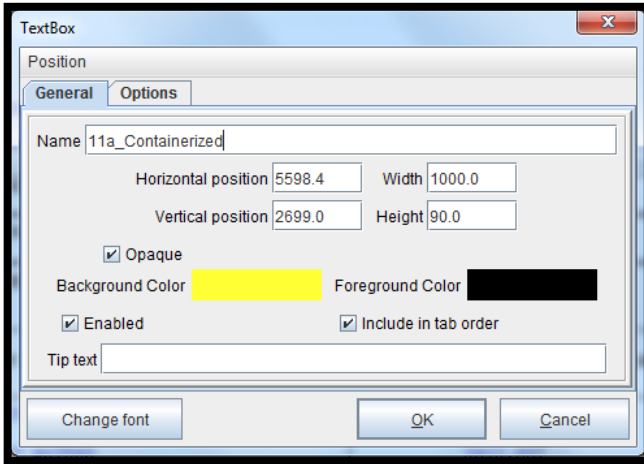 TextBox
Position
General Options
Name 11a_Containerized
Horizontal position 5598.4 Width 1000.0
Vertical position 2699.0 Height 90.0
Opaque
Background Color Foreground Color
Enabled Include in tab order
Tip text
Change font OK Cancel